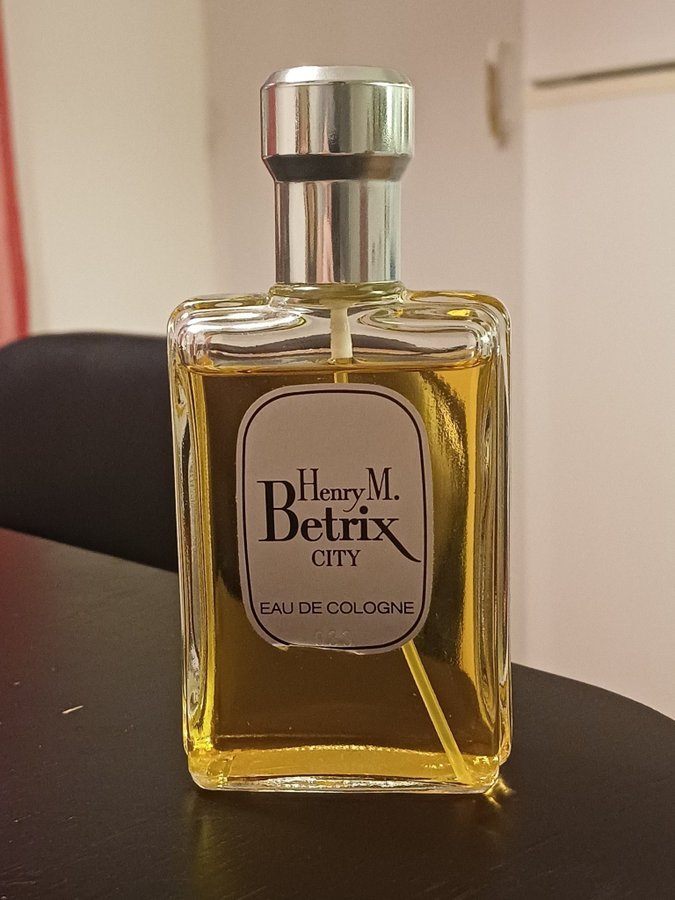 Henry M.
Betrix
CITY
EAU DE COLOGNE